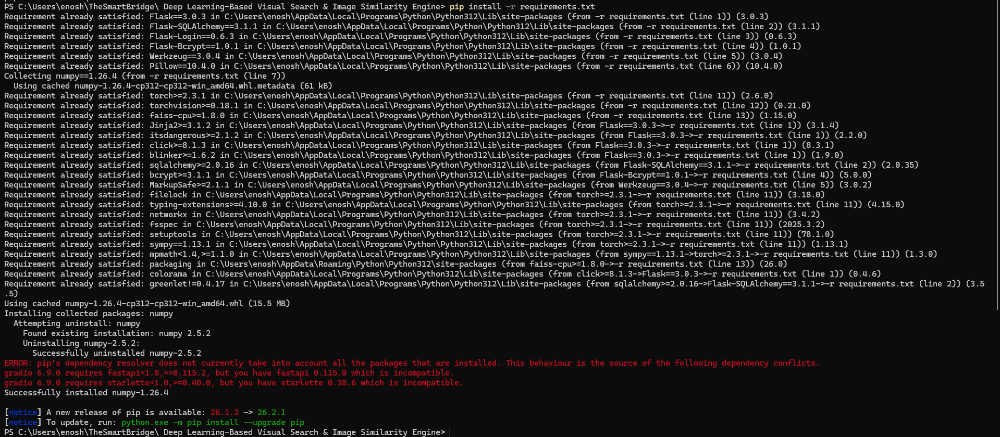 PS C:\Users\enosh\TheSmartBridge\ Deep Learning-Based Visual Search & Image Similarity Engine> pip install -r requirements.txt
Requirement already satisfied: Flask==3.0.3 in C:\Users\enosh\AppData\Local\Programs\Python\Python312\Lib\site-packages (from -r requirements.txt (line 1)) (3.0.3)
Requirement already satisfied: Flask-SQLAlchemy==3.1.1 in C:\Users\enosh\AppData\Local\Programs\Python\Python312\Lib\site-packages (from -r requirements.txt (line 2)) (3.1.1)
Requirement already satisfied: Flask-Login==0.6.3 in C:\Users\enosh\AppData\Local\Programs\Python\Python312\Lib\site-packages (from -r requirements.txt (line 3)) (0.6.3)
Requirement already satisfied: Flask-Bcrypt==1.0.1 in C:\Users\enosh\AppData\Local\Programs\Python\Python312\Lib\site-packages (from -r requirements.txt (line 4)) (1.0.1)
Requirement already satisfied: Werkzeug==3.0.4 in C:\Users\enosh\AppData\Local\Programs\Python\Python312\Lib\site-packages (from -r requirements.txt (line 5)) (3.0.4)
Requirement already satisfied: Pillow==10.4.0 in C:\Users\enosh\AppData\Local\Programs\Python\Python312\Lib\site-packages (from -r requirements.txt (line 6)) (10.4.0)
Collecting numpy==1.26.4 (from -r requirements.txt (line 7))
  Using cached numpy-1.26.4-cp312-cp312-win_amd64.whl.metadata (61 kB)
Requirement already satisfied: torch>=2.3.1 in C:\Users\enosh\AppData\Local\Programs\Python\Python312\Lib\site-packages (from -r requirements.txt (line 11)) (2.6.0)
Requirement already satisfied: torchvision>=0.18.1 in C:\Users\enosh\AppData\Local\Programs\Python\Python312\Lib\site-packages (from -r requirements.txt (line 12)) (0.21.0)
Requirement already satisfied: faiss-cpu>=1.8.0 in C:\Users\enosh\AppData\Local\Programs\Python\Python312\Lib\site-packages (from -r requirements.txt (line 13)) (1.15.0)
Requirement already satisfied: Jinja2>=3.1.2 in C:\Users\enosh\AppData\Local\Programs\Python\Python312\Lib\site-packages (from Flask==3.0.3->-r requirements.txt (line 1)) (3.1.4)
Requirement already satisfied: itsdangerous>=2.1.2 in C:\Users\enosh\AppData\Local\Programs\Python\Python312\Lib\site-packages (from Flask==3.0.3->-r requirements.txt (line 1)) (2.2.0)
Requirement already satisfied: click>=8.1.3 in C:\Users\enosh\AppData\Local\Programs\Python\Python312\Lib\site-packages (from Flask==3.0.3->-r requirements.txt (line 1)) (8.3.1)
Requirement already satisfied: blinker>=1.6.2 in C:\Users\enosh\AppData\Local\Programs\Python\Python312\Lib\site-packages (from Flask==3.0.3->-r requirements.txt (line 1)) (1.9.0)
Requirement already satisfied: sqlalchemy>=2.0.16 in C:\Users\enosh\AppData\Local\Programs\Python\Python312\Lib\site-packages (from Flask-SQLAlchemy==3.1.1->-r requirements.txt (line 2)) (2.0.35)
Requirement already satisfied: bcrypt>=3.1.1 in C:\Users\enosh\AppData\Local\Programs\Python\Python312\Lib\site-packages (from Flask-Bcrypt==1.0.1->-r requirements.txt (line 4)) (5.0.0)
Requirement already satisfied: MarkupSafe>=2.1.1 in C:\Users\enosh\AppData\Local\Programs\Python\Python312\Lib\site-packages (from Werkzeug==3.0.4->-r requirements.txt (line 5)) (3.0.2)
Requirement already satisfied: filelock in C:\Users\enosh\AppData\Local\Programs\Python\Python312\Lib\site-packages (from torch>=2.3.1->-r requirements.txt (line 11)) (3.18.0)
Requirement already satisfied: typing-extensions>=4.10.0 in C:\Users\enosh\AppData\Local\Programs\Python\Python312\Lib\site-packages (from torch>=2.3.1->-r requirements.txt (line 11)) (4.15.0)
Requirement already satisfied: networkx in C:\Users\enosh\AppData\Local\Programs\Python\Python312\Lib\site-packages (from torch>=2.3.1->-r requirements.txt (line 11)) (3.4.2)
Requirement already satisfied: fsspec in C:\Users\enosh\AppData\Local\Programs\Python\Python312\Lib\site-packages (from torch>=2.3.1->-r requirements.txt (line 11)) (2025.3.2)
Requirement already satisfied: setuptools in C:\Users\enosh\AppData\Local\Programs\Python\Python312\Lib\site-packages (from torch>=2.3.1->-r requirements.txt (line 11)) (78.1.0)
Requirement already satisfied: sympy==1.13.1 in C:\Users\enosh\AppData\Local\Programs\Python\Python312\Lib\site-packages (from torch>=2.3.1->-r requirements.txt (line 11)) (1.13.1)
Requirement already satisfied: mpmath<1.4,>=1.1.0 in C:\Users\enosh\AppData\Local\Programs\Python\Python312\Lib\site-packages (from sympy==1.13.1->torch>=2.3.1->-r requirements.txt (line 11)) (1.3.0)
Requirement already satisfied: packaging in C:\Users\enosh\AppData\Roaming\Python\Python312\site-packages (from faiss-cpu>=1.8.0->-r requirements.txt (line 13)) (26.0)
Requirement already satisfied: colorama in C:\Users\enosh\AppData\Local\Programs\Python\Python312\Lib\site-packages (from click>=8.1.3->Flask==3.0.3->-r requirements.txt (line 1)) (0.4.6)
Requirement already satisfied: greenlet!=0.4.17 in C:\Users\enosh\AppData\Local\Programs\Python\Python312\Lib\site-packages (from sqlalchemy>=2.0.16->Flask-SQLAlchemy==3.1.1->-r requirements.txt (line 2)) (3.5
.5)
Using cached numpy-1.26.4-cp312-cp312-win_amd64.whl (15.5 MB)
Installing collected packages: numpy
  Attempting uninstall: numpy
    Found existing installation: numpy 2.5.2
    Uninstalling numpy-2.5.2:
      Successfully uninstalled numpy-2.5.2
ERROR: pip's dependency resolver does not currently take into account all the packages that are installed. This behaviour is the source of the following dependency conflicts.
gradio 6.9.0 requires fastapi<1.0,>=0.115.2, but you have fastapi 0.115.0 which is incompatible.
gradio 6.9.0 requires starlette<1.0,>=0.40.0, but you have starlette 0.38.6 which is incompatible.
Successfully installed numpy-1.26.4

[notice] A new release of pip is available: 26.1.2 -> 26.2.1
[notice] To update, run: python.exe -m pip install --upgrade pip
PS C:\Users\enosh\TheSmartBridge\ Deep Learning-Based Visual Search & Image Similarity Engine>